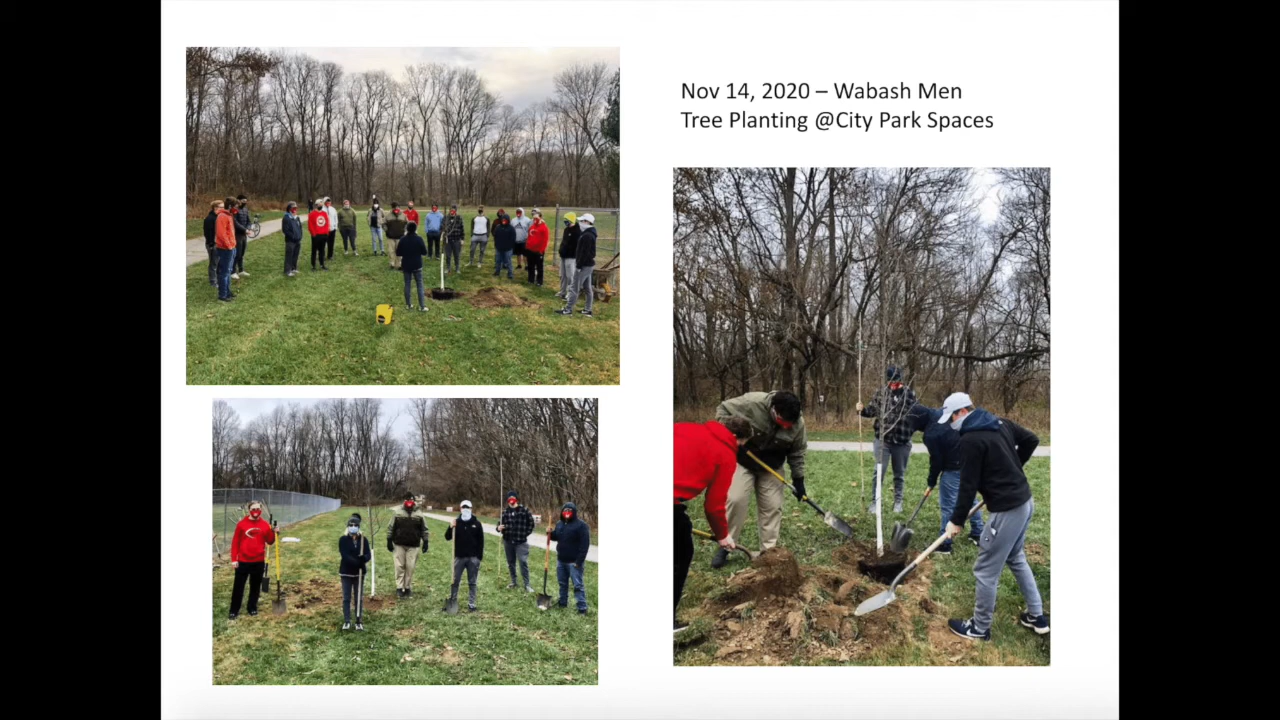 Nov 14, 2020 – Wabash Men
Tree Planting @City Park Spaces